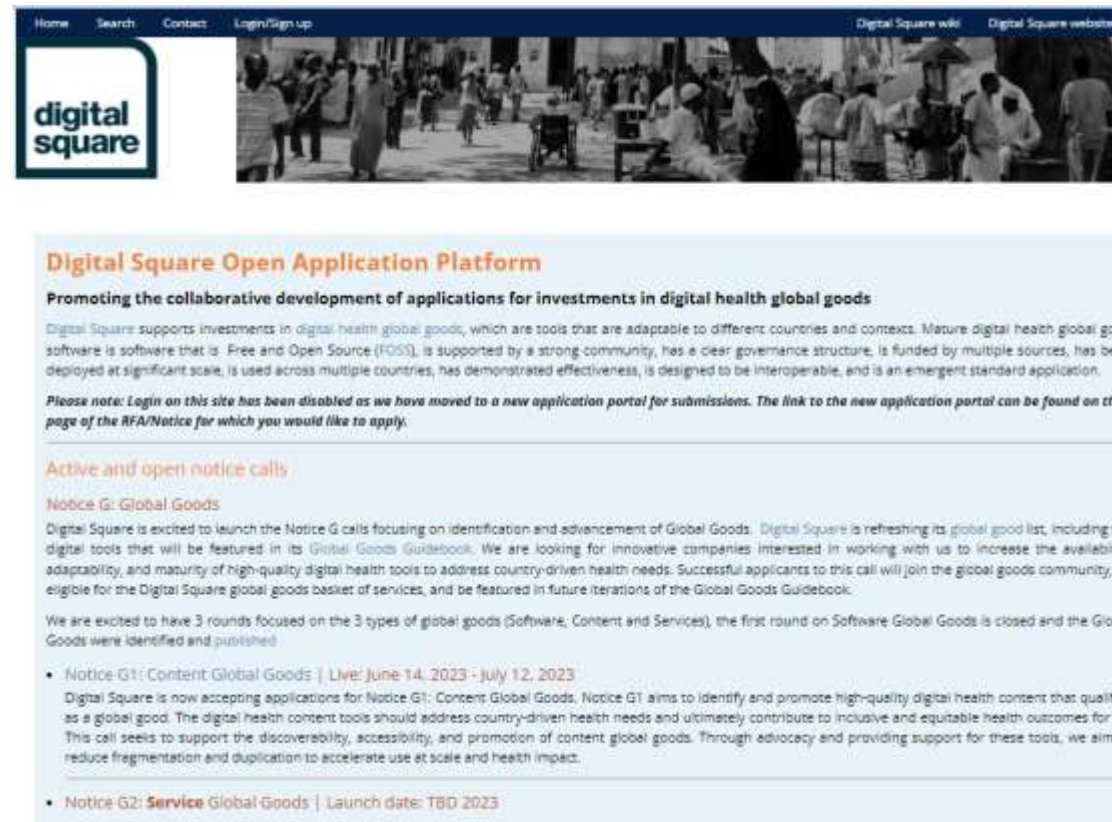 Home Search Contact Login/Sign up Digital Square wiki Digital Square website
digital
square
Digital Square Open Application Platform
Promoting the collaborative development of applications for investments in digital health global goods
Digital Square supports investments in digital health global goods, which are tools that are adaptable to different countries and contexts. Mature digital health global go
software is software that is Free and Open Source (FOSS), is supported by a strong community, has a clear governance structure, is funded by multiple sources, has be
deployed at significant scale, is used across multiple countries, has demonstrated effectiveness, is designed to be interoperable, and is an emergent standard application.
Please note: Login on this site has been disabled as we have moved to a new application portal for submissions. The link to the new application portal can be found on th
page of the RFA/Notice for which you would like to apply.
Active and open notice calls
Notice G: Global Goods
Digital Square is excited to launch the Notice G calls focusing on identification and advancement of Global Goods. Digital Square is refreshing its global good list, including
digital tools that will be featured in its Global Goods Guidebook. We are looking for innovative companies interested in working with us to increase the availabi
adaptability, and maturity of high-quality digital health tools to address country-driven health needs. Successful applicants to this call will join the global goods community,
eligible for the Digital Square global goods basket of services, and be featured in future iterations of the Global Goods Guidebook.
We are excited to have 3 rounds focused on the 3 types of global goods (Software, Content and Services), the first round on Software Global Goods is closed and the Glo
Goods were identified and published
• Notice G1: Content Global Goods | Live: June 14, 2023 - July 12, 2023
Digital Square is now accepting applications for Notice G1: Content Global Goods. Notice G1 aims to identify and promote high-quality digital health content that quali
as a global good. The digital health content tools should address country-driven health needs and ultimately contribute to inclusive and equitable health outcomes for
This call seeks to support the discoverability, accessibility, and promotion of content global goods. Through advocacy and providing support for these tools, we aim
reduce fragmentation and duplication to accelerate use at scale and health impact.
• Notice G2: Service Global Goods | Launch date: TBD 2023